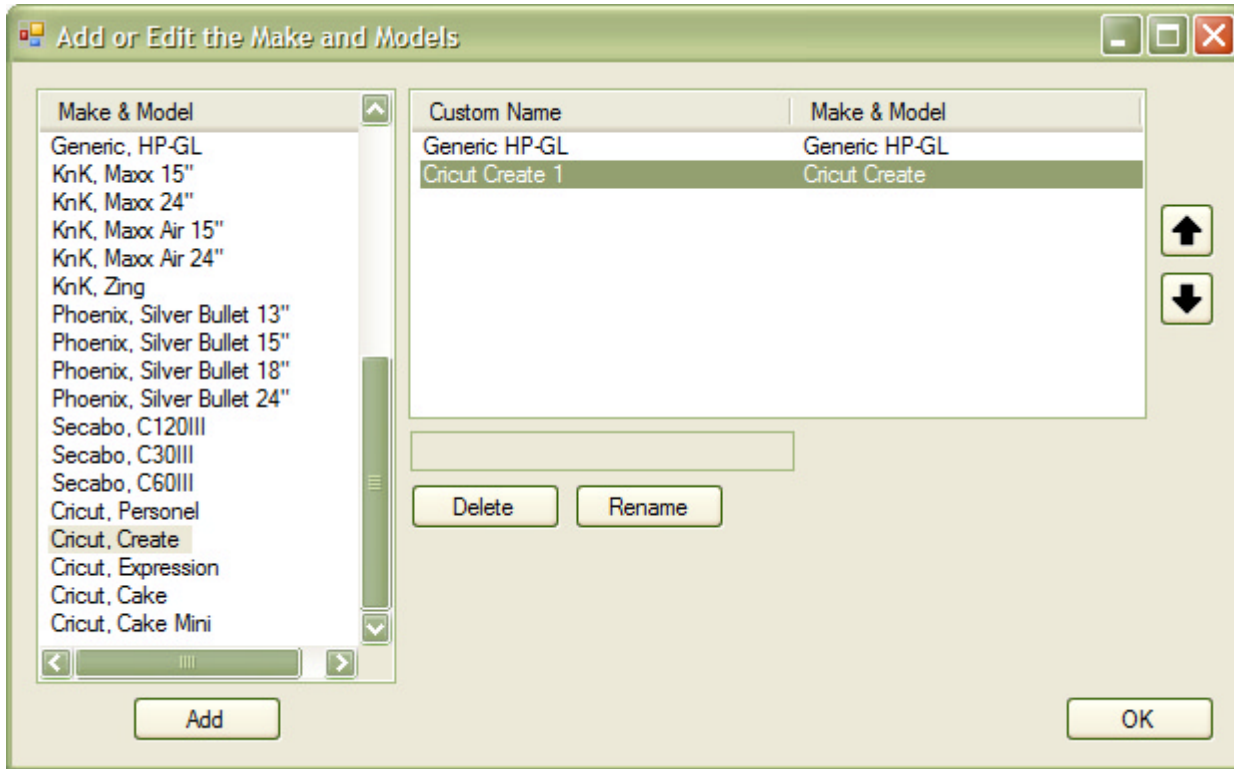 Add or Edit the Make and Models
Make & Model
Generic, HP-GL
KnK, Maxx 15"
KnK, Maxx 24"
KnK, Maxx Air 15"
KnK, Maxx Air 24"
KnK, Zing
Phoenix, Silver Bullet 13"
Phoenix, Silver Bullet 15"
Phoenix, Silver Bullet 18"
Phoenix, Silver Bullet 24"
Secabo, C120III
Secabo, C30III
Secabo, C60III
Cricut, Personel
Cricut, Create
Cricut, Expression
Cricut, Cake
Cricut, Cake Mini
Add
Custom Name Make & Model
Generic HP-GL Generic HP-GL
Cricut Create 1 Cricut Create
Delete Rename
OK